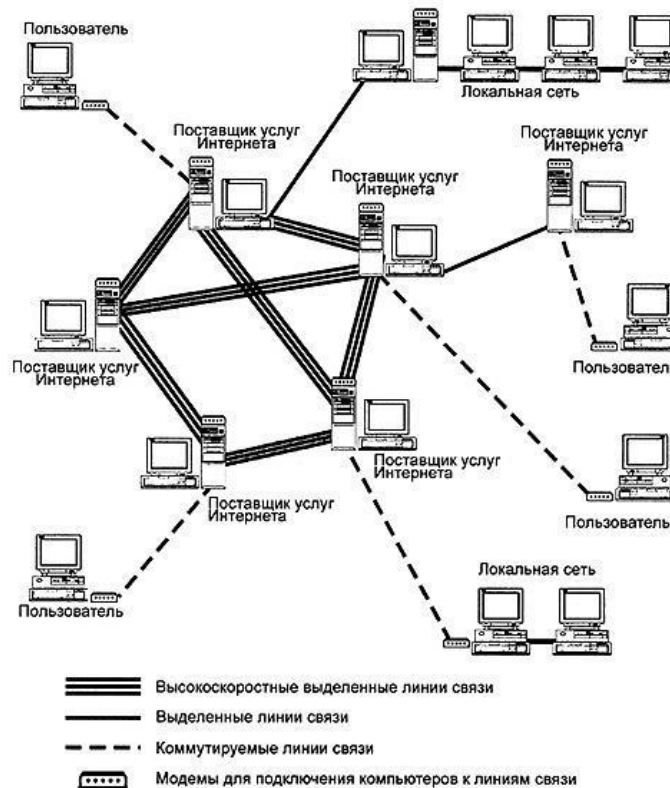 Пользователь
Локальная сеть
Поставщик услуг
Интернета
Поставщик услуг
Интернета
Поставщик услуг
Интернета
Поставщик услуг
Интернета
Пользовател
Поставщик услуг
Интернета
Поставщик услуг
Интернета
Пользовател
Локальная сеть
Пользователь
Высокоскоростные выделенные линии связи
Выделенные линии связи
Коммутируемые линии связи
Модемы для подключения компьютеров к линиям связи